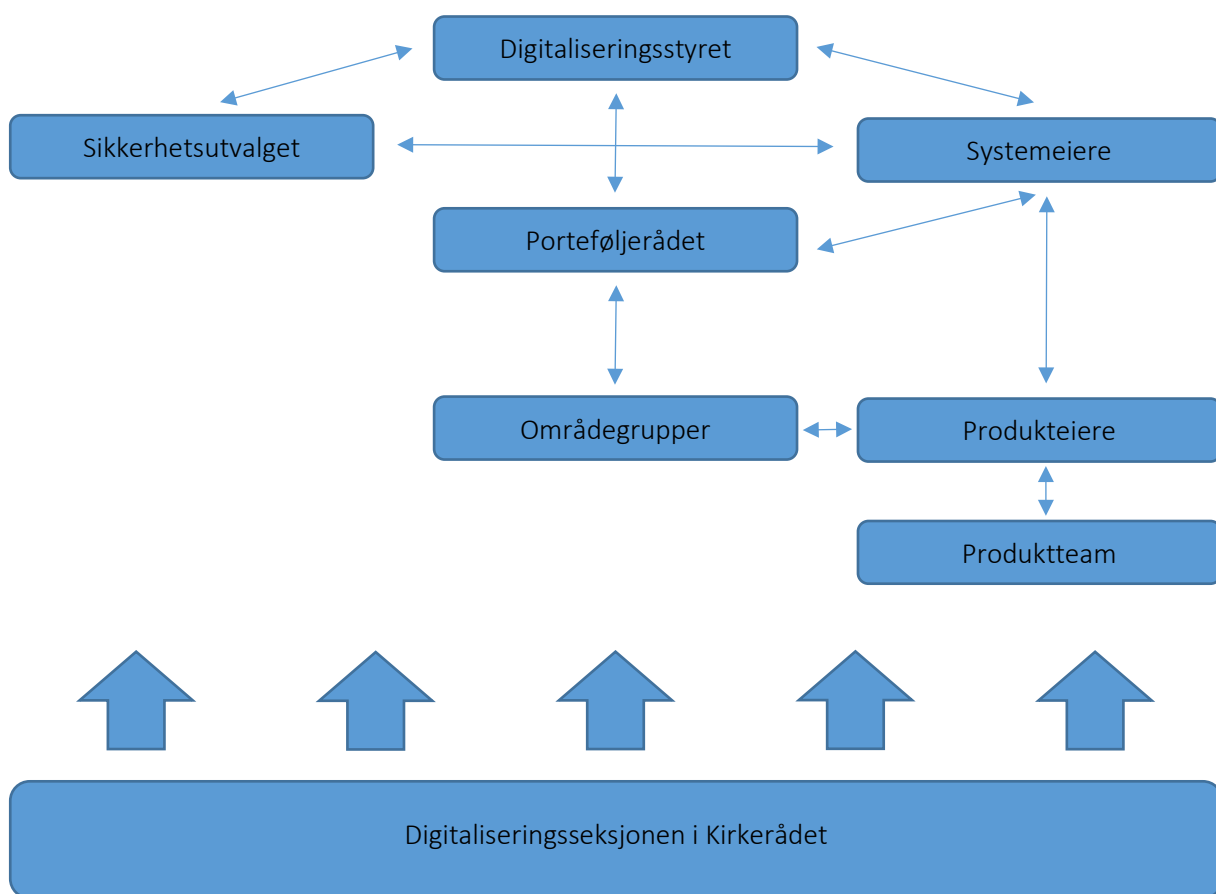 Digitaliseringsstyret
Sikkerhetsutvalget
Systemeiere
Porteføljerådet
Områdegrupper
Produkteiere
Produktteam
Digitaliseringsseksjonen i Kirkerådet